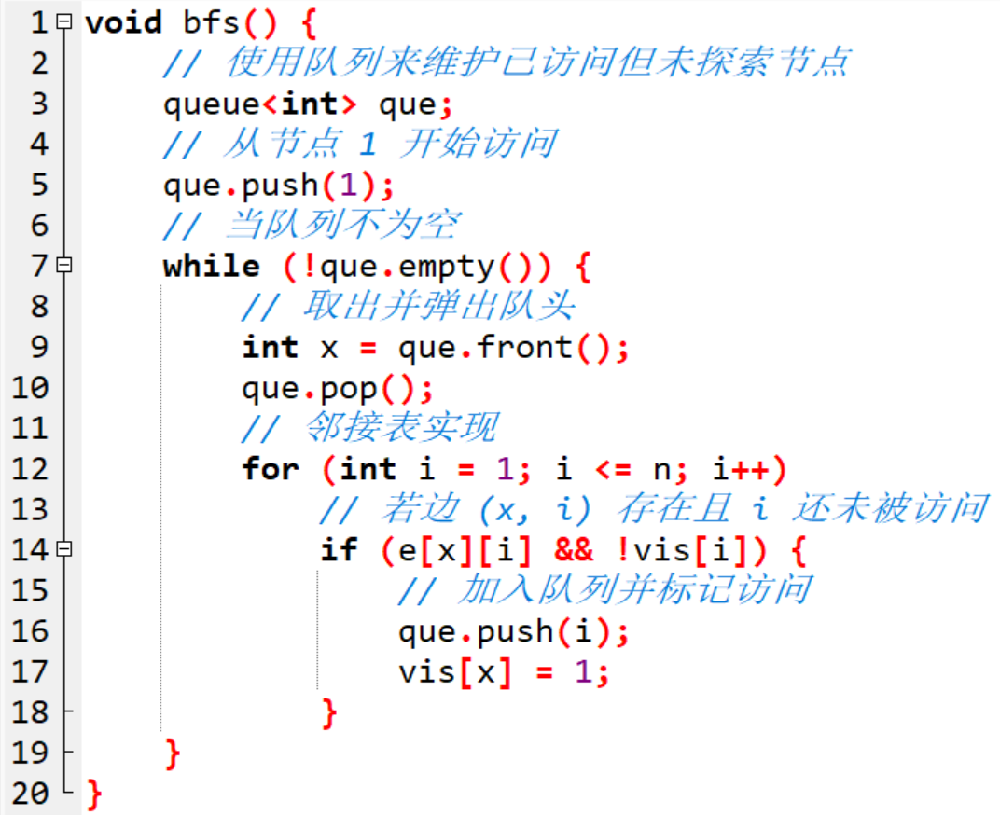 1 void bfs() {
2 // 使用队列来维护已访问但未探索节点
3 queue<int> que;
4 // 从节点 1 开始访问
5 que.push(1);
6 // 当队列不为空
7 while (!que.empty()) {
8 // 取出并弹出队头
9 int x = que.front();
10 que.pop();
11 // 邻接表实现
12 for (int i = 1; i <= n; i++)
13 // 若边 (x, i) 存在且 i 还未被访问
14 if (e[x][i] && !vis[i]) {
15 // 加入队列并标记访问
16 que.push(i);
17 vis[x] = 1;
18 }
19 }
20 }